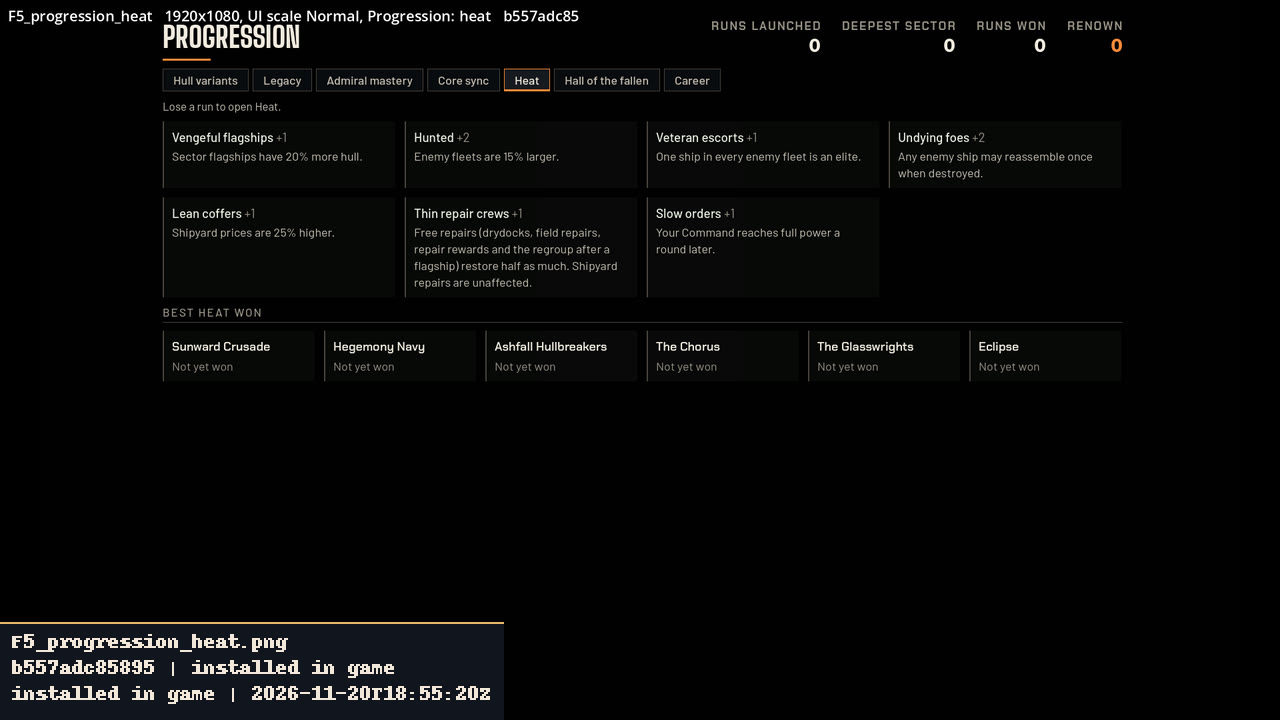 F5_progression_heat 1920x1080, UI scale Normal, Progression: heat b557adc85
PROGRESSION
RUNS LAUNCHED DEEPEST SECTOR RUNS WON RENOWN
0 0 0 0
Hull variants Legacy Admiral mastery Core sync Heat Hall of the fallen Career
Lose a run to open Heat.
Vengeful flagships +1
Sector flagships have 20% more hull.
Hunted +2
Enemy fleets are 15% larger.
Veteran escorts +1
One ship in every enemy fleet is an elite.
Undying foes +2
Any enemy ship may reassemble once
when destroyed.
Lean coffers +1
Shipyard prices are 25% higher.
Thin repair crews +1
Free repairs (drydocks, field repairs,
repair rewards and the regroup after a
flagship) restore half as much. Shipyard
repairs are unaffected.
Slow orders +1
Your Command reaches full power a
round later.
BEST HEAT WON
Sunward Crusade
Not yet won
Hegemony Navy
Not yet won
Ashfall Hullbreakers
Not yet won
The Chorus
Not yet won
The Glasswrights
Not yet won
Eclipse
Not yet won
F5_progression_heat.png
b557adc85895 | installed in game
installed in game | 2026-11-20T18:55:20Z